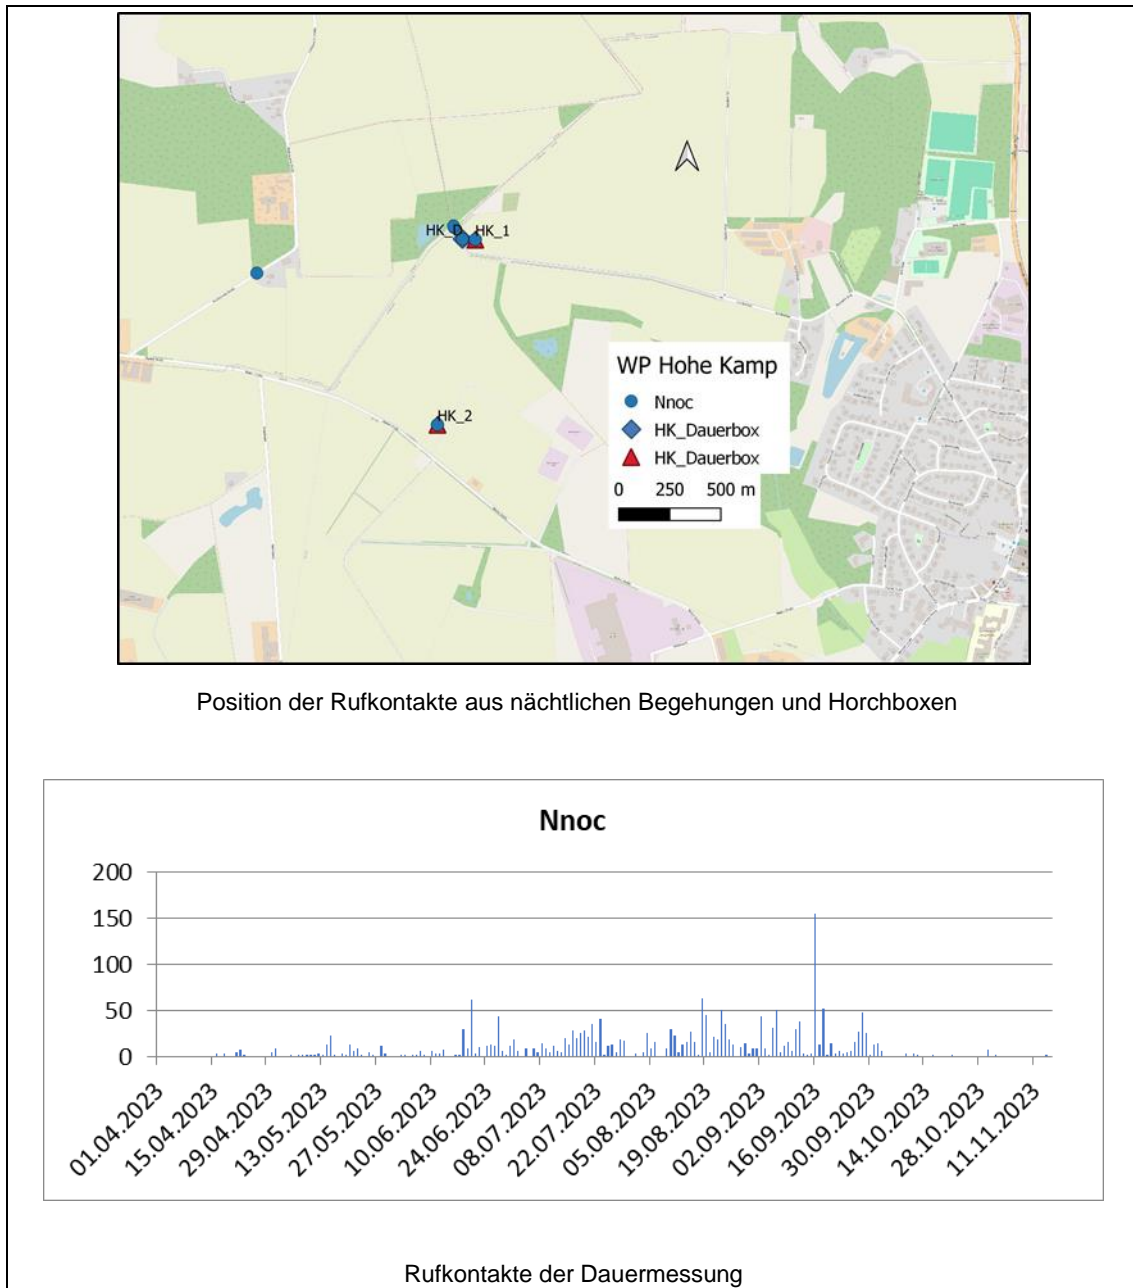 HK_D HK_1
HK_2
WP Hohe Kamp
Nnoc
HK_Dauerbox
HK_Dauerbox
0 250 500 m
Position der Rufkontakte aus nächtlichen Begehungen und Horchboxen
Nnoc
200
150
100
50
0
01.04.2023
15.04.2023
29.04.2023
13.05.2023
27.05.2023
10.06.2023
24.06.2023
08.07.2023
22.07.2023
05.08.2023
19.08.2023
02.09.2023
16.09.2023
30.09.2023
14.10.2023
28.10.2023
11.11.2023
Rufkontakte der Dauermessung